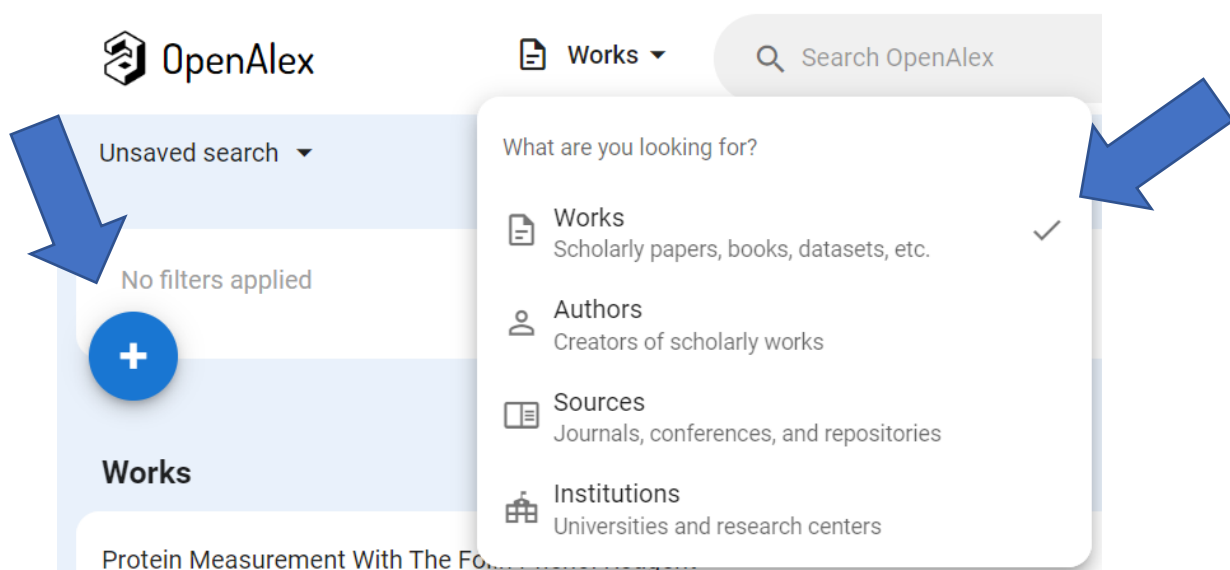 OpenAlex
Works
Search OpenAlex
Unsaved search
What are you looking for?
Works
Scholarly papers, books, datasets, etc.
No filters applied
Authors
Creators of scholarly works
Sources
Journals, conferences, and repositories
Works
Institutions
Universities and research centers
Protein Measurement With The